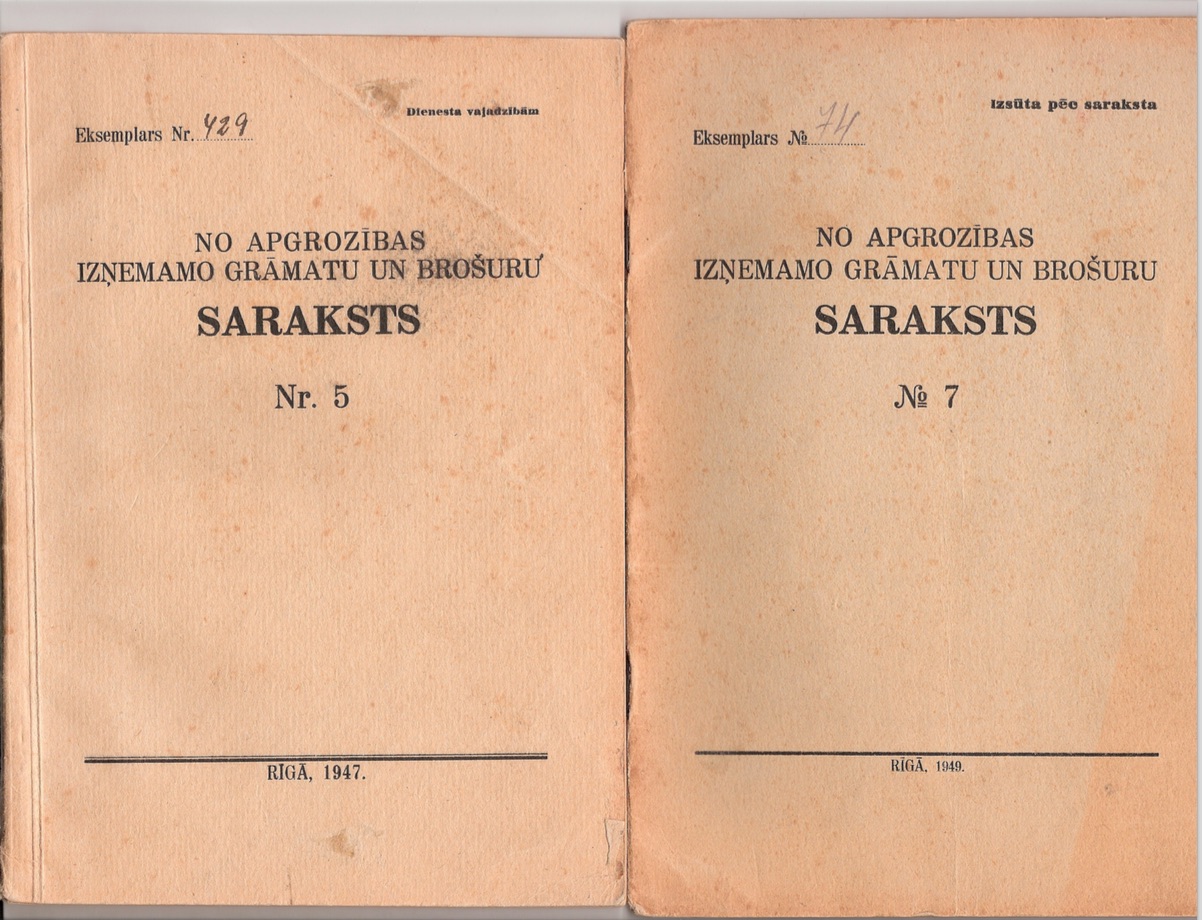 Dienesta vajadzībām
Eksemplars Nr. 429
NO APGROZĪBAS
IZŅEMAMO GRĀMATU UN BROŠURU
SARAKSTS
Nr. 5
RĪGĀ, 1947.
Izsūta pēc saraksta
Eksemplars № 74
NO APGROZĪBAS
IZŅEMAMO GRĀMATU UN BROŠURU
SARAKSTS
№ 7
RĪGĀ, 1949.